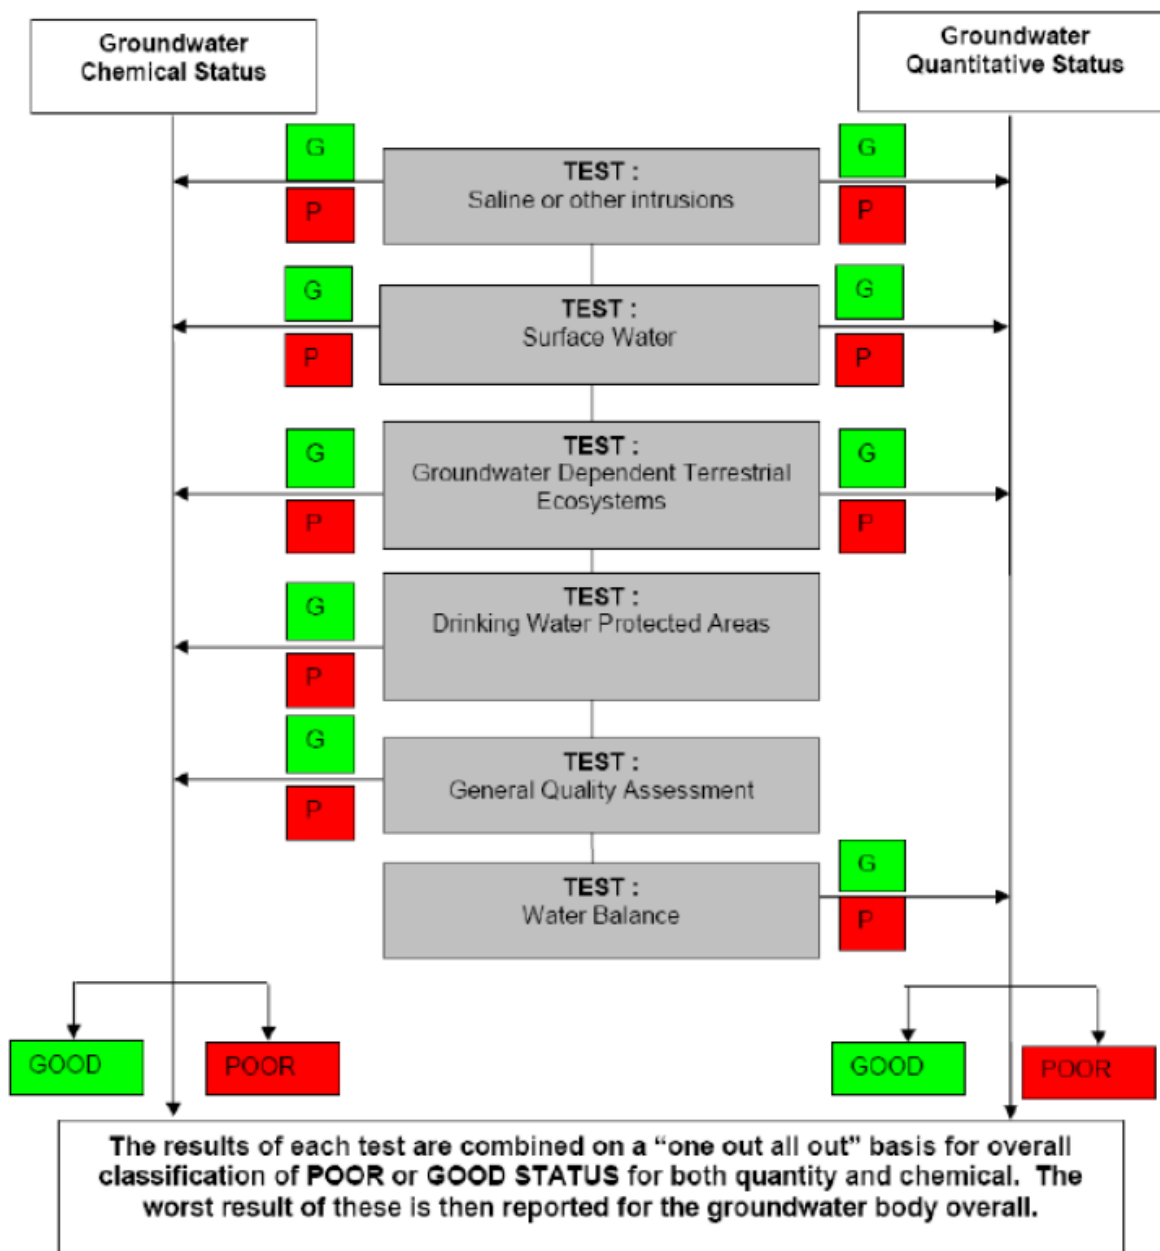 Groundwater
Chemical Status
Groundwater
Quantitative Status
G
P
TEST :
Saline or other intrusions
G
P
G
P
TEST :
Surface Water
G
P
G
P
TEST :
Groundwater Dependent Terrestrial
Ecosystems
G
P
G
P
TEST :
Drinking Water Protected Areas
G
P
TEST :
General Quality Assessment
TEST :
Water Balance
G
P
GOOD
POOR
GOOD
POOR
The results of each test are combined on a “one out all out” basis for overall
classification of POOR or GOOD STATUS for both quantity and chemical. The
worst result of these is then reported for the groundwater body overall.